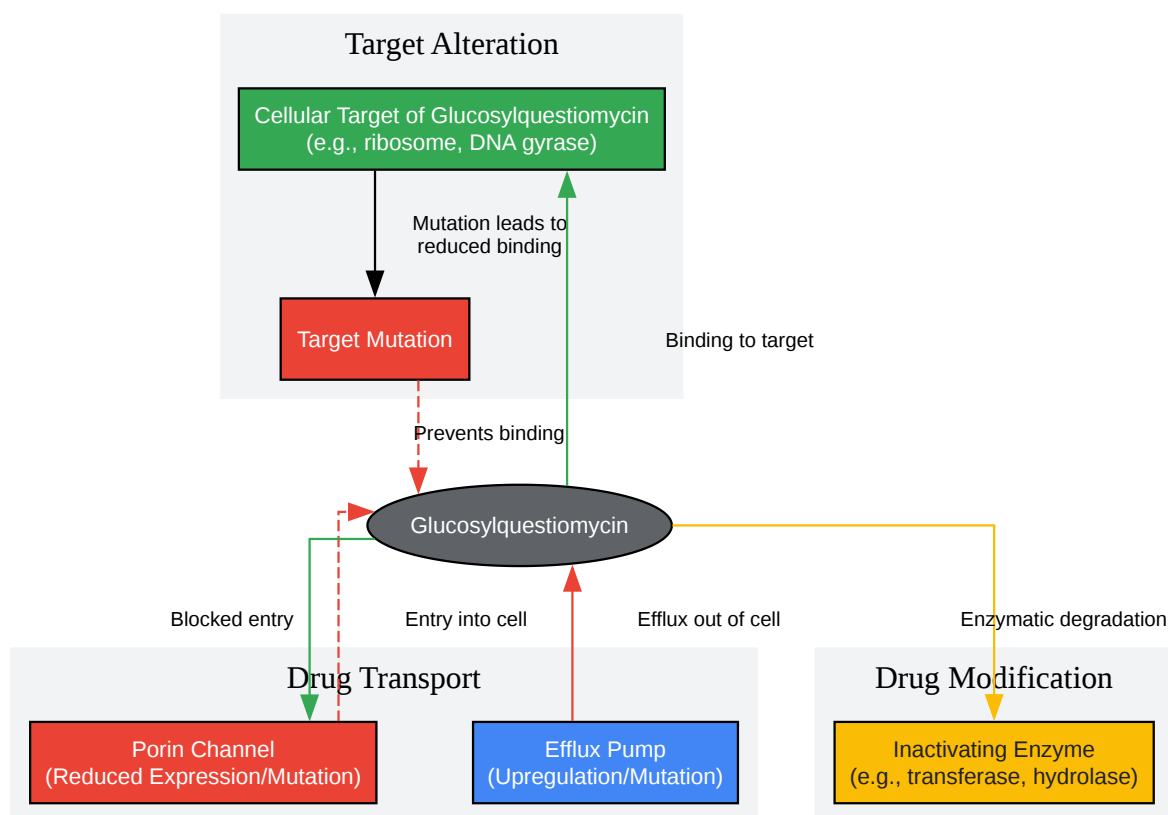 Target Alteration
Cellular Target of Glucosylquestiomycin
(e.g., ribosome, DNA gyrase)
Mutation leads to
reduced binding
Target Mutation
Binding to target
Prevents binding
Glucosylquestiomycin
Blocked entry
Entry into cell
Efflux out of cell
Enzymatic degradation
Drug Transport
Drug Modification
Porin Channel
(Reduced Expression/Mutation)
Efflux Pump
(Upregulation/Mutation)
Inactivating Enzyme
(e.g., transferase, hydrolase)